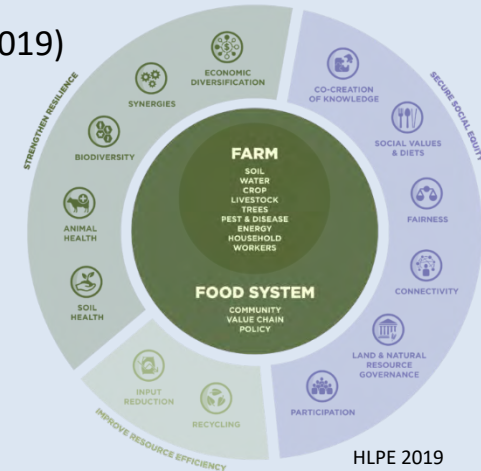 019)
STRENGTHEN RESILIENCE
ECONOMIC
DIVERSIFICATION
SYNERGIES
BIODIVERSITY
ANIMAL
HEALTH
SOIL
HEALTH
SECURE SOCIAL EQUITY
CO-CREATION
OF KNOWLEDGE
SOCIAL VALUES
& DIETS
FAIRNESS
CONNECTIVITY
LAND & NATURAL
RESOURCE
GOVERNANCE
PARTICIPATION
FARM
SOIL
WATER
CROP
LIVESTOCK
TREES
PEST & DISEASE
ENERGY
HOUSEHOLD
WORKERS
FOOD SYSTEM
COMMUNITY
VALUE CHAIN
POLICY
INPUT
REDUCTION
RECYCLING
IMPROVE RESOURCE EFFICIENCY
HLPE 2019